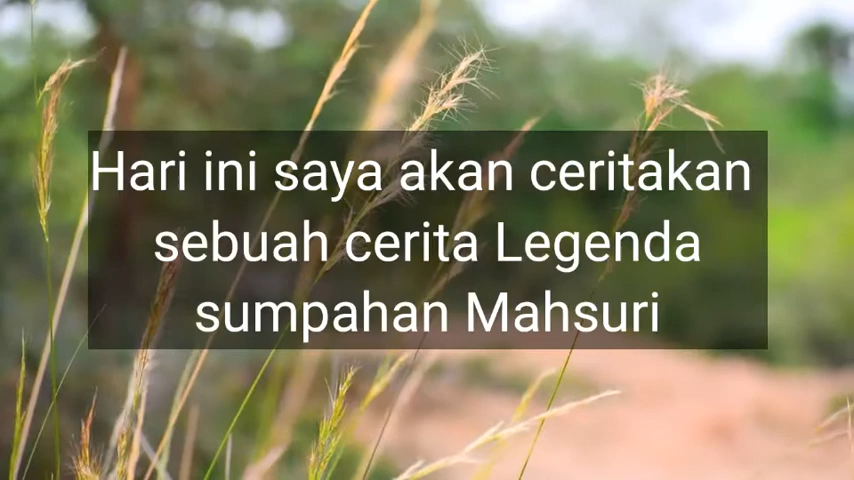 Hari ini saya akan ceritakan
sebuah cerita Legenda
sumpahan Mahsuri